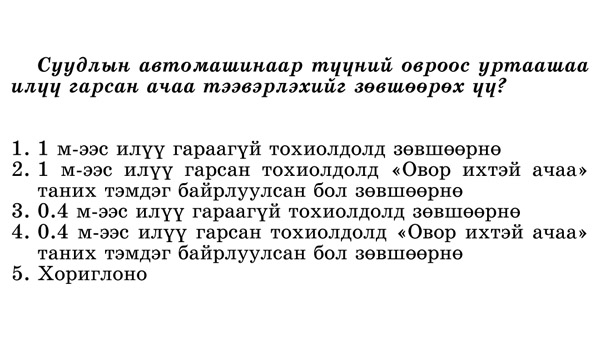 Суудлын автомашинаар түүний овроос уртаашаа
илүү гарсан ачаа тээвэрлэхийг зөвшөөрөх үү?
1. 1 м-ээс илүү гараагүй тохиолдолд зөвшөөрнө
2. 1 м-ээс илүү гарсан тохиолдолд «Овор ихтэй ачаа»
таних тэмдэг байрлуулсан бол зөвшөөрнө
3. 0.4 м-ээс илүү гараагүй тохиолдолд зөвшөөрнө
4. 0.4 м-ээс илүү гарсан тохиолдолд «Овор ихтэй ачаа»
таних тэмдэг байрлуулсан бол зөвшөөрнө
5. Хориглоно